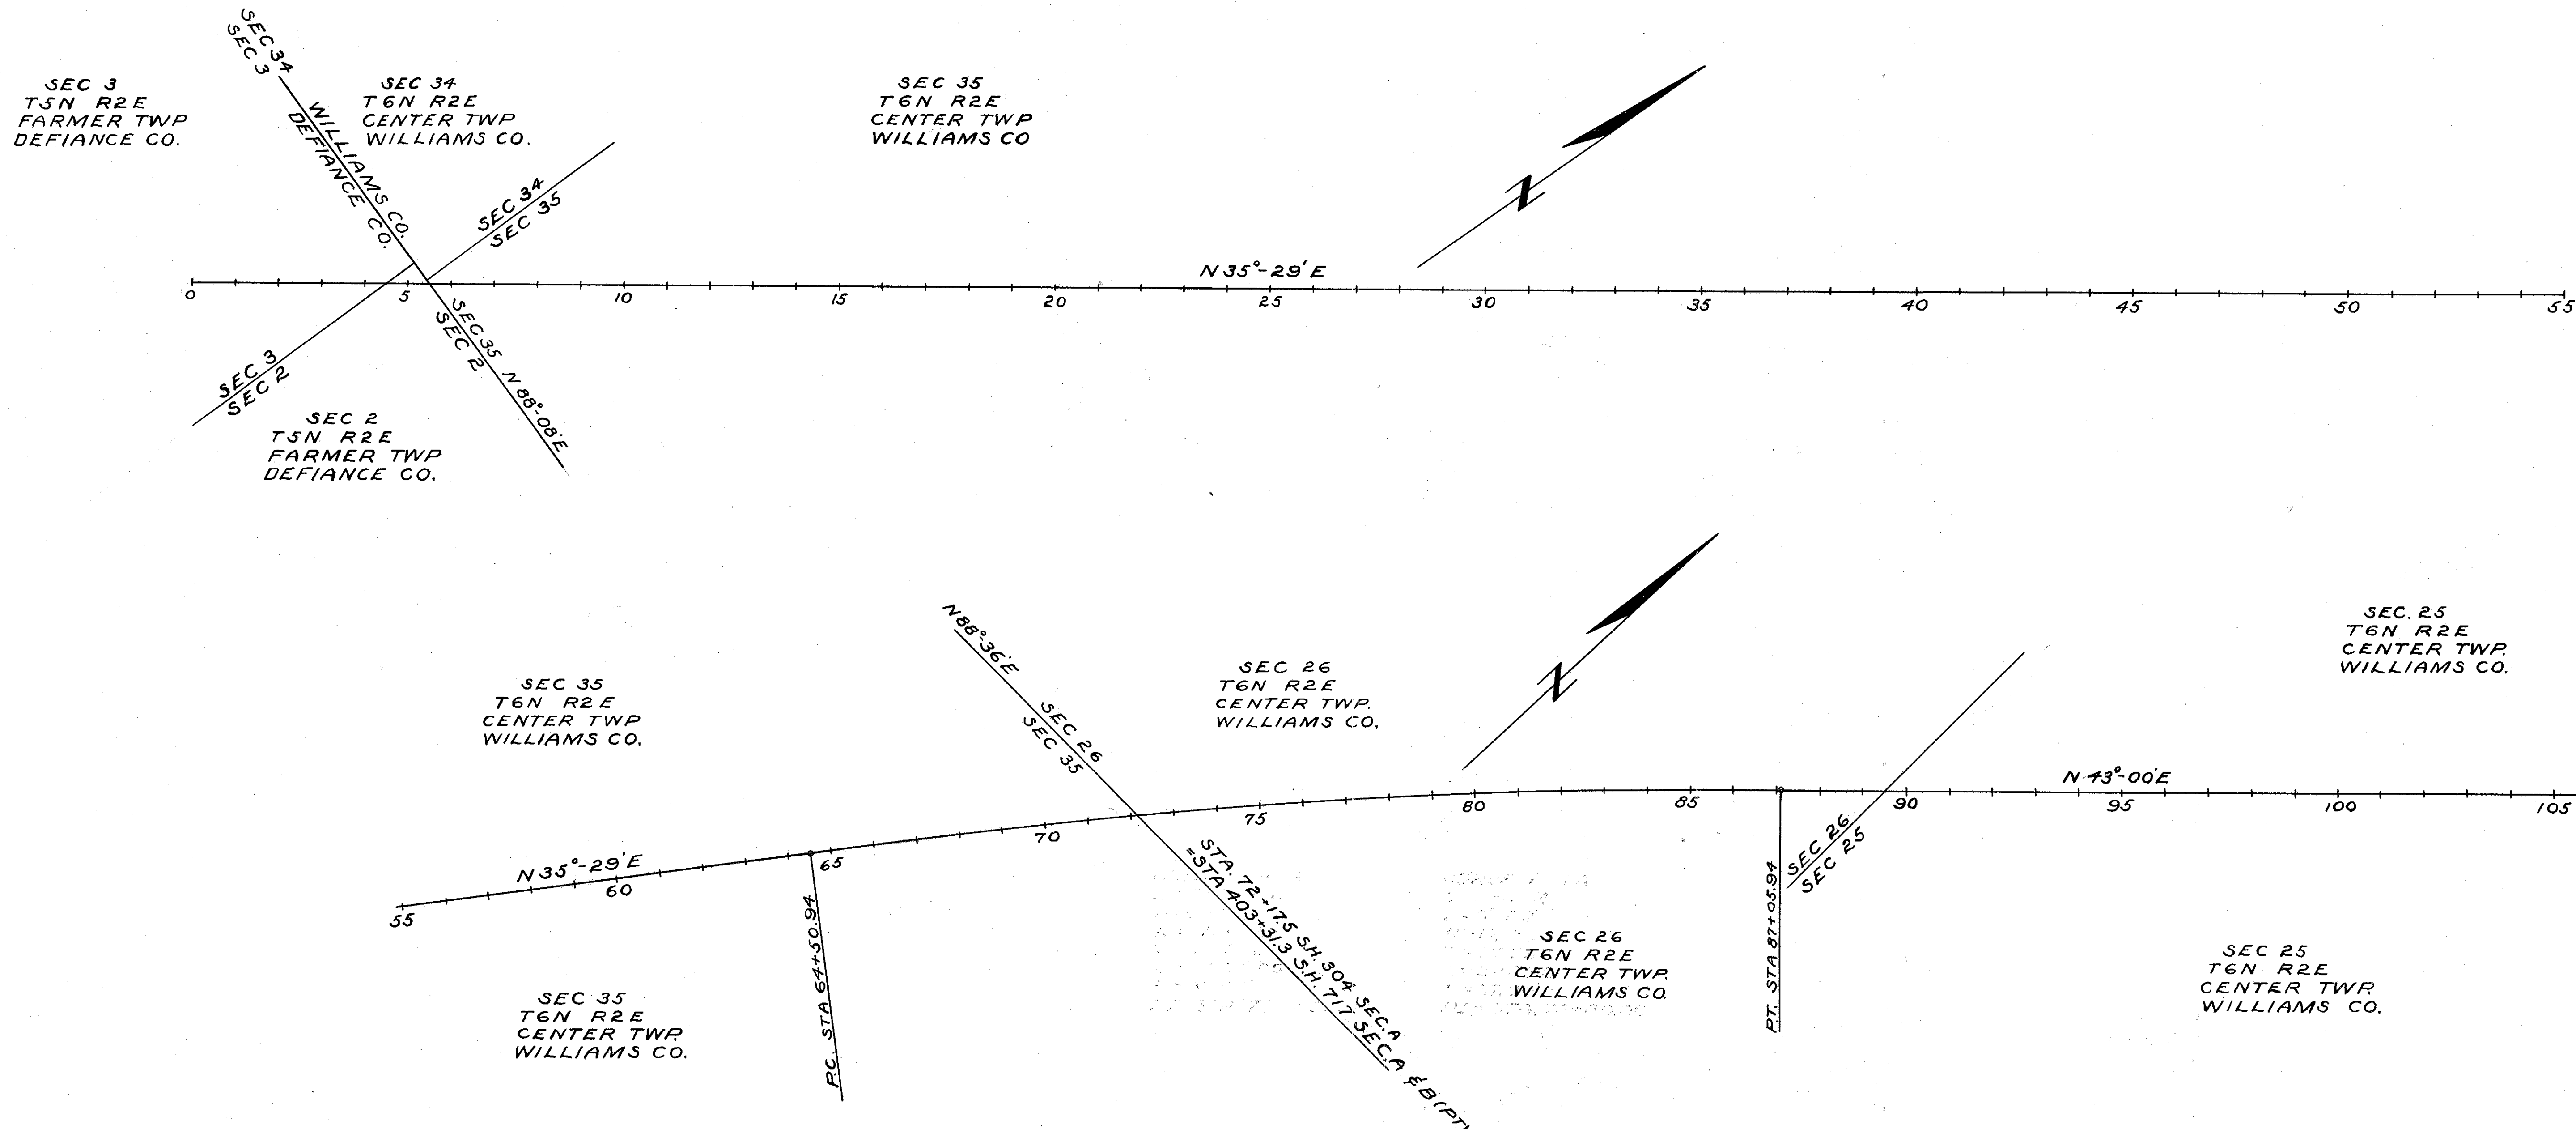 SEC 34
SEC 3
SEC 3
T5N R2E
FARMER TWP
DEFIANCE CO.
WILLIAMS CO.
DEFIANCE CO.
SEC 34
T6N R2E
CENTER TWP
WILLIAMS CO.
SEC 35
T6N R2E
CENTER TWP
WILLIAMS CO
SEC 34
SEC 35
N
N 35°-29' E
0 5 10 15 20 25 30 35 40 45 50 55
SEC 35
SEC 2
N 88°-08'E
SEC 3
SEC 2
SEC 2
T5N R2E
FARMER TWP
DEFIANCE CO.
N88°-36'E
SEC 26
SEC 35
SEC 35
T6N R2E
CENTER TWP
WILLIAMS CO.
SEC 26
T6N R2E
CENTER TWP.
WILLIAMS CO.
N
SEC. 25
T6N R2E
CENTER TWP.
WILLIAMS CO.
N 35°-29' E
N 43°-00'E
55 60 65 70 75 80 85 90 95 100 105
P.C. STA 64+50.94
STA. 72+17.5 S.H. 304 SEC. A
=STA 403+31.3 S.H. 717 SEC. A & B (PT)
P.T. STA 87+05.94
SEC 26
SEC 25
SEC 35
T6N R2E
CENTER TWP.
WILLIAMS CO.
SEC 26
T6N R2E
CENTER TWP.
WILLIAMS CO.
SEC 25
T6N R2E
CENTER TWP.
WILLIAMS CO.